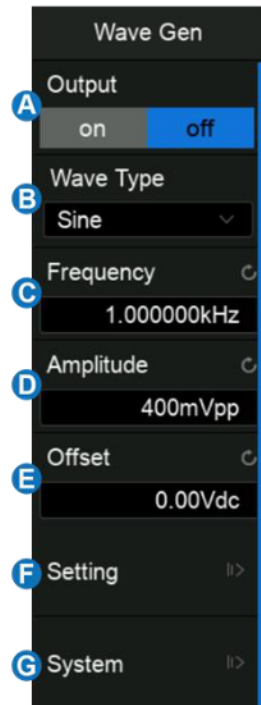 Wave Gen
Output
A
on off
Wave Type
B
Sine
Frequency
C
1.000000kHz
Amplitude
D
400mVpp
Offset
E
0.00Vdc
F Setting
G System